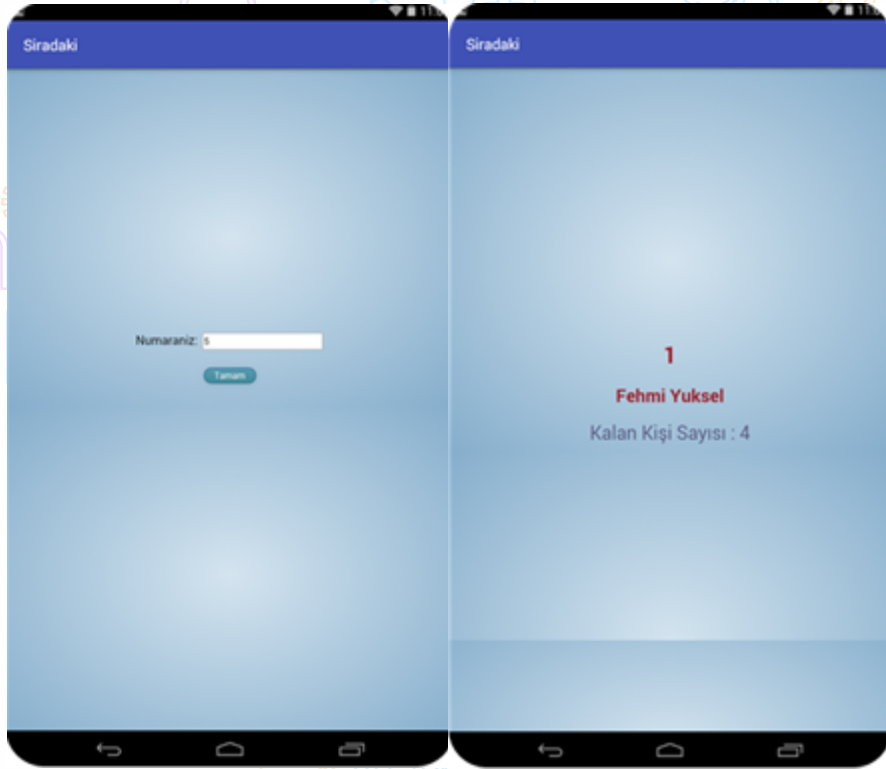 Siradaki
Numaraniz: 5
Tamam
Siradaki
1
Fehmi Yuksel
Kalan Kişi Sayısı : 4